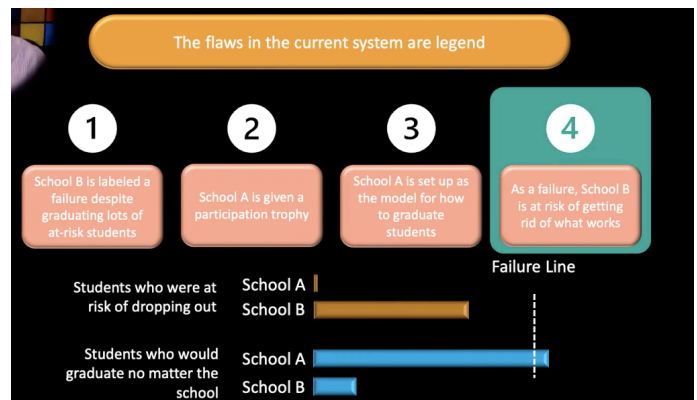 The flaws in the current system are legend
1
2
3
4
School B is labeled a
failure despite
graduating lots of
at-risk students
School A is given a
participation trophy
School A is set up as
the model for how
to graduate
students
As a failure, School B
is at risk of getting
rid of what works
Failure Line
Students who were at
risk of dropping out
School A
School B
Students who would
graduate no matter the
school
School A
School B